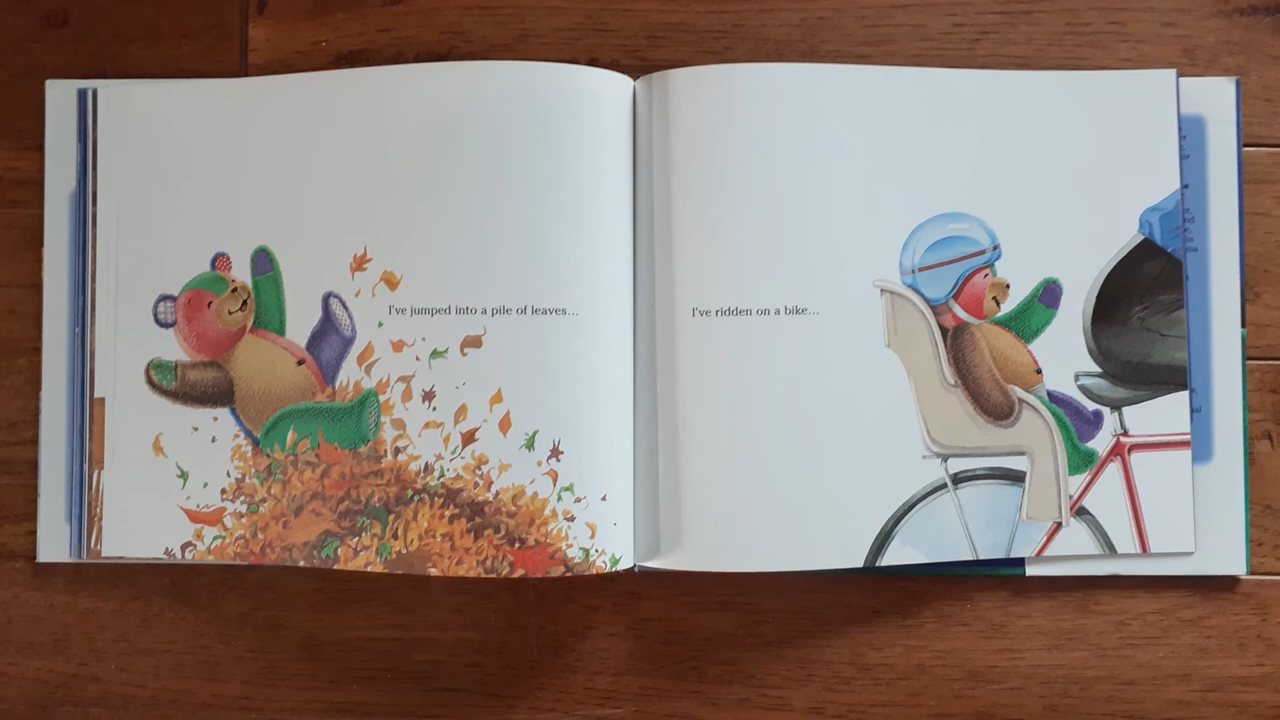 I've jumped into a pile of leaves...
I've ridden on a bike...